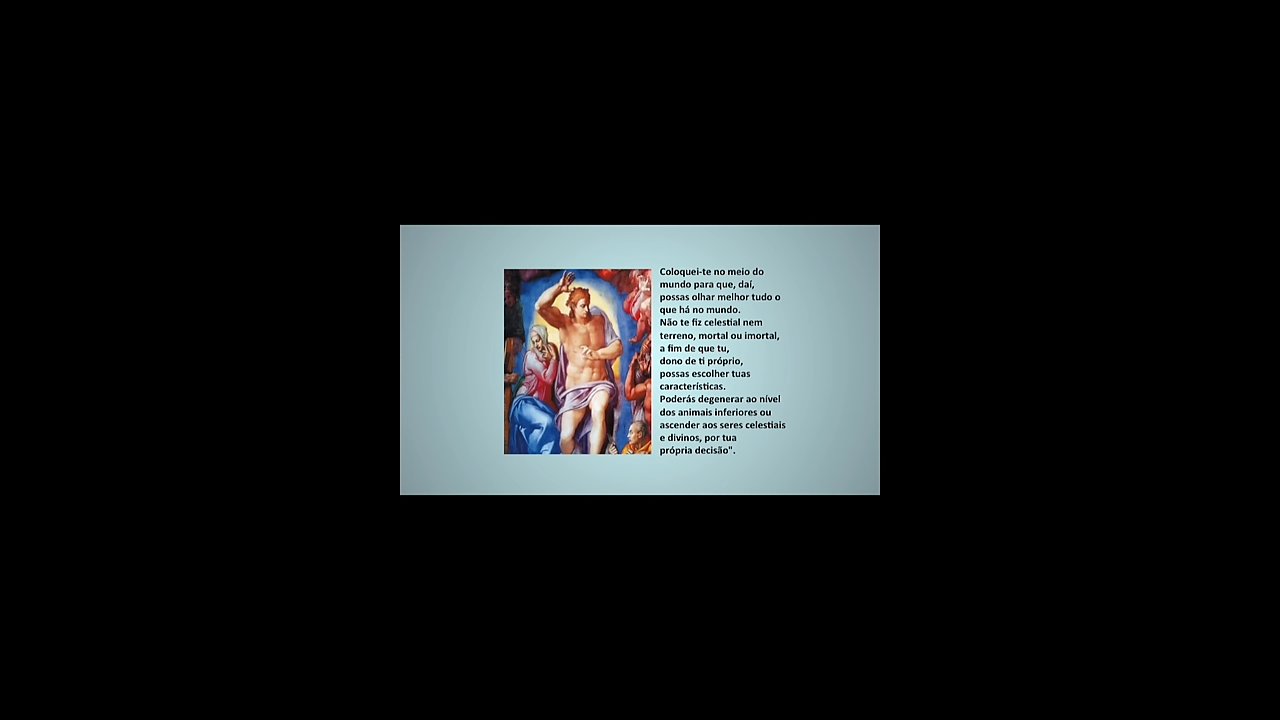 Coloquei-te no meio do
mundo para que, daí,
possas olhar melhor tudo o
que há no mundo.
Não te fiz celestial nem
terreno, mortal ou imortal,
a fim de que tu,
dono de ti próprio,
possas escolher tuas
características.
Poderás degenerar ao nível
dos animais inferiores ou
ascender aos seres celestiais
e divinos, por tua
própria decisão".